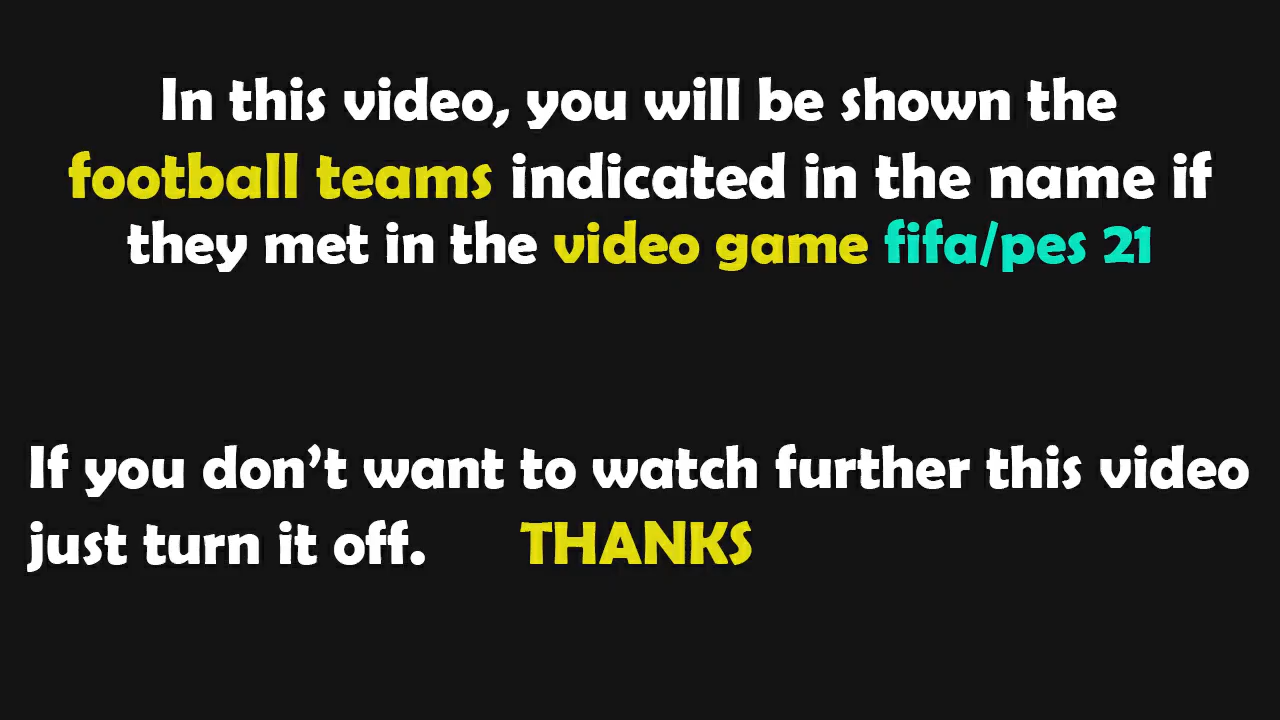 In this video, you will be shown the
football teams indicated in the name if
they met in the video game fifa/pes 21
If you don’t want to watch further this video
just turn it off. THANKS